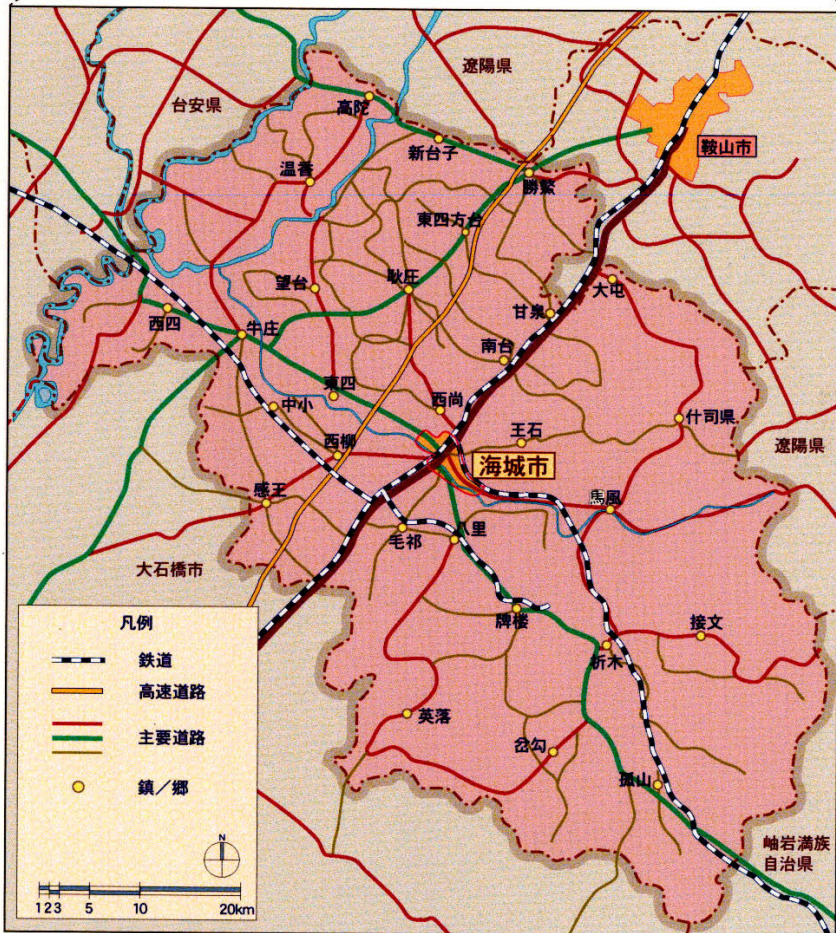 遼陽県
台安県
高陀
鞍山市
新台子
温香
勝鰲
東四方台
望台
耿庄
大屯
甘泉
西四
牛庄
南台
東四
中小
西尚
什司県
王石
西柳
海城市
遼陽県
感王
馬風
毛祁
八里
大石橋市
牌楼
接文
析木
英落
岔勾
孤山
岫岩満族
自治県
凡例
鉄道
高速道路
主要道路
鎮／郷
N
1 2 3 5 10 20km